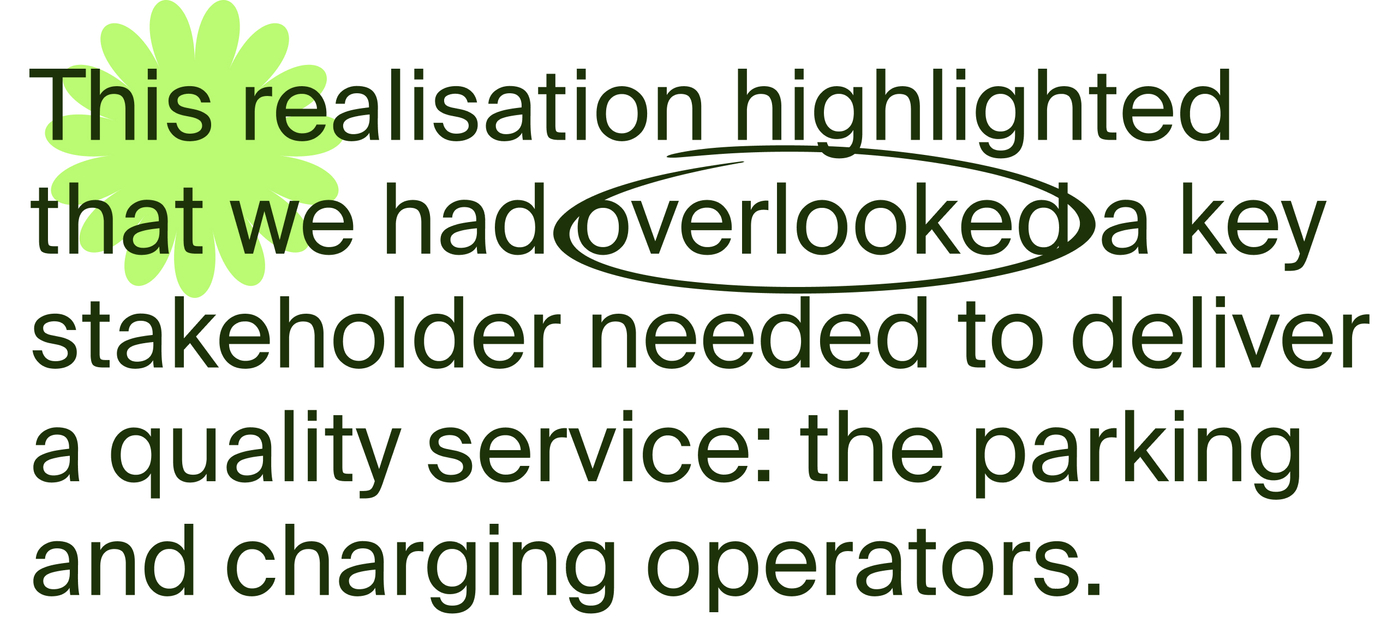 This realisation highlighted
that we had overlooked a key
stakeholder needed to deliver
a quality service: the parking
and charging operators.